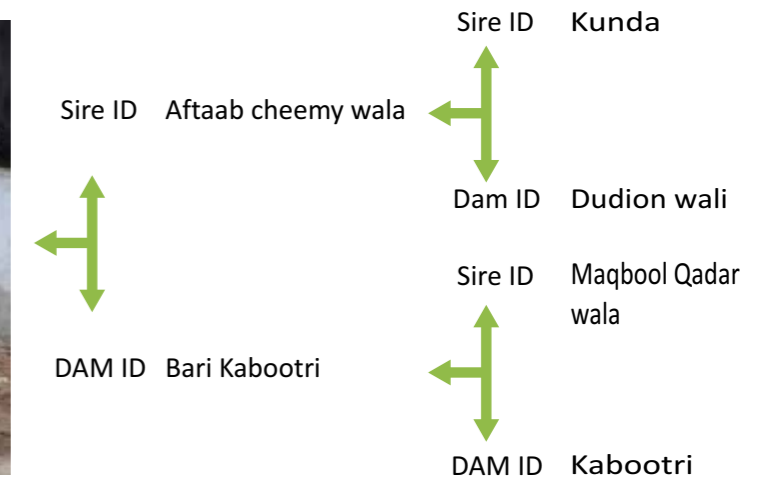 Sire ID Kunda
Sire ID Aftaab cheemy wala
Dam ID Dudion wali
Sire ID Maqbool Qadar
wala
DAM ID Bari Kabootri
DAM ID Kabootri